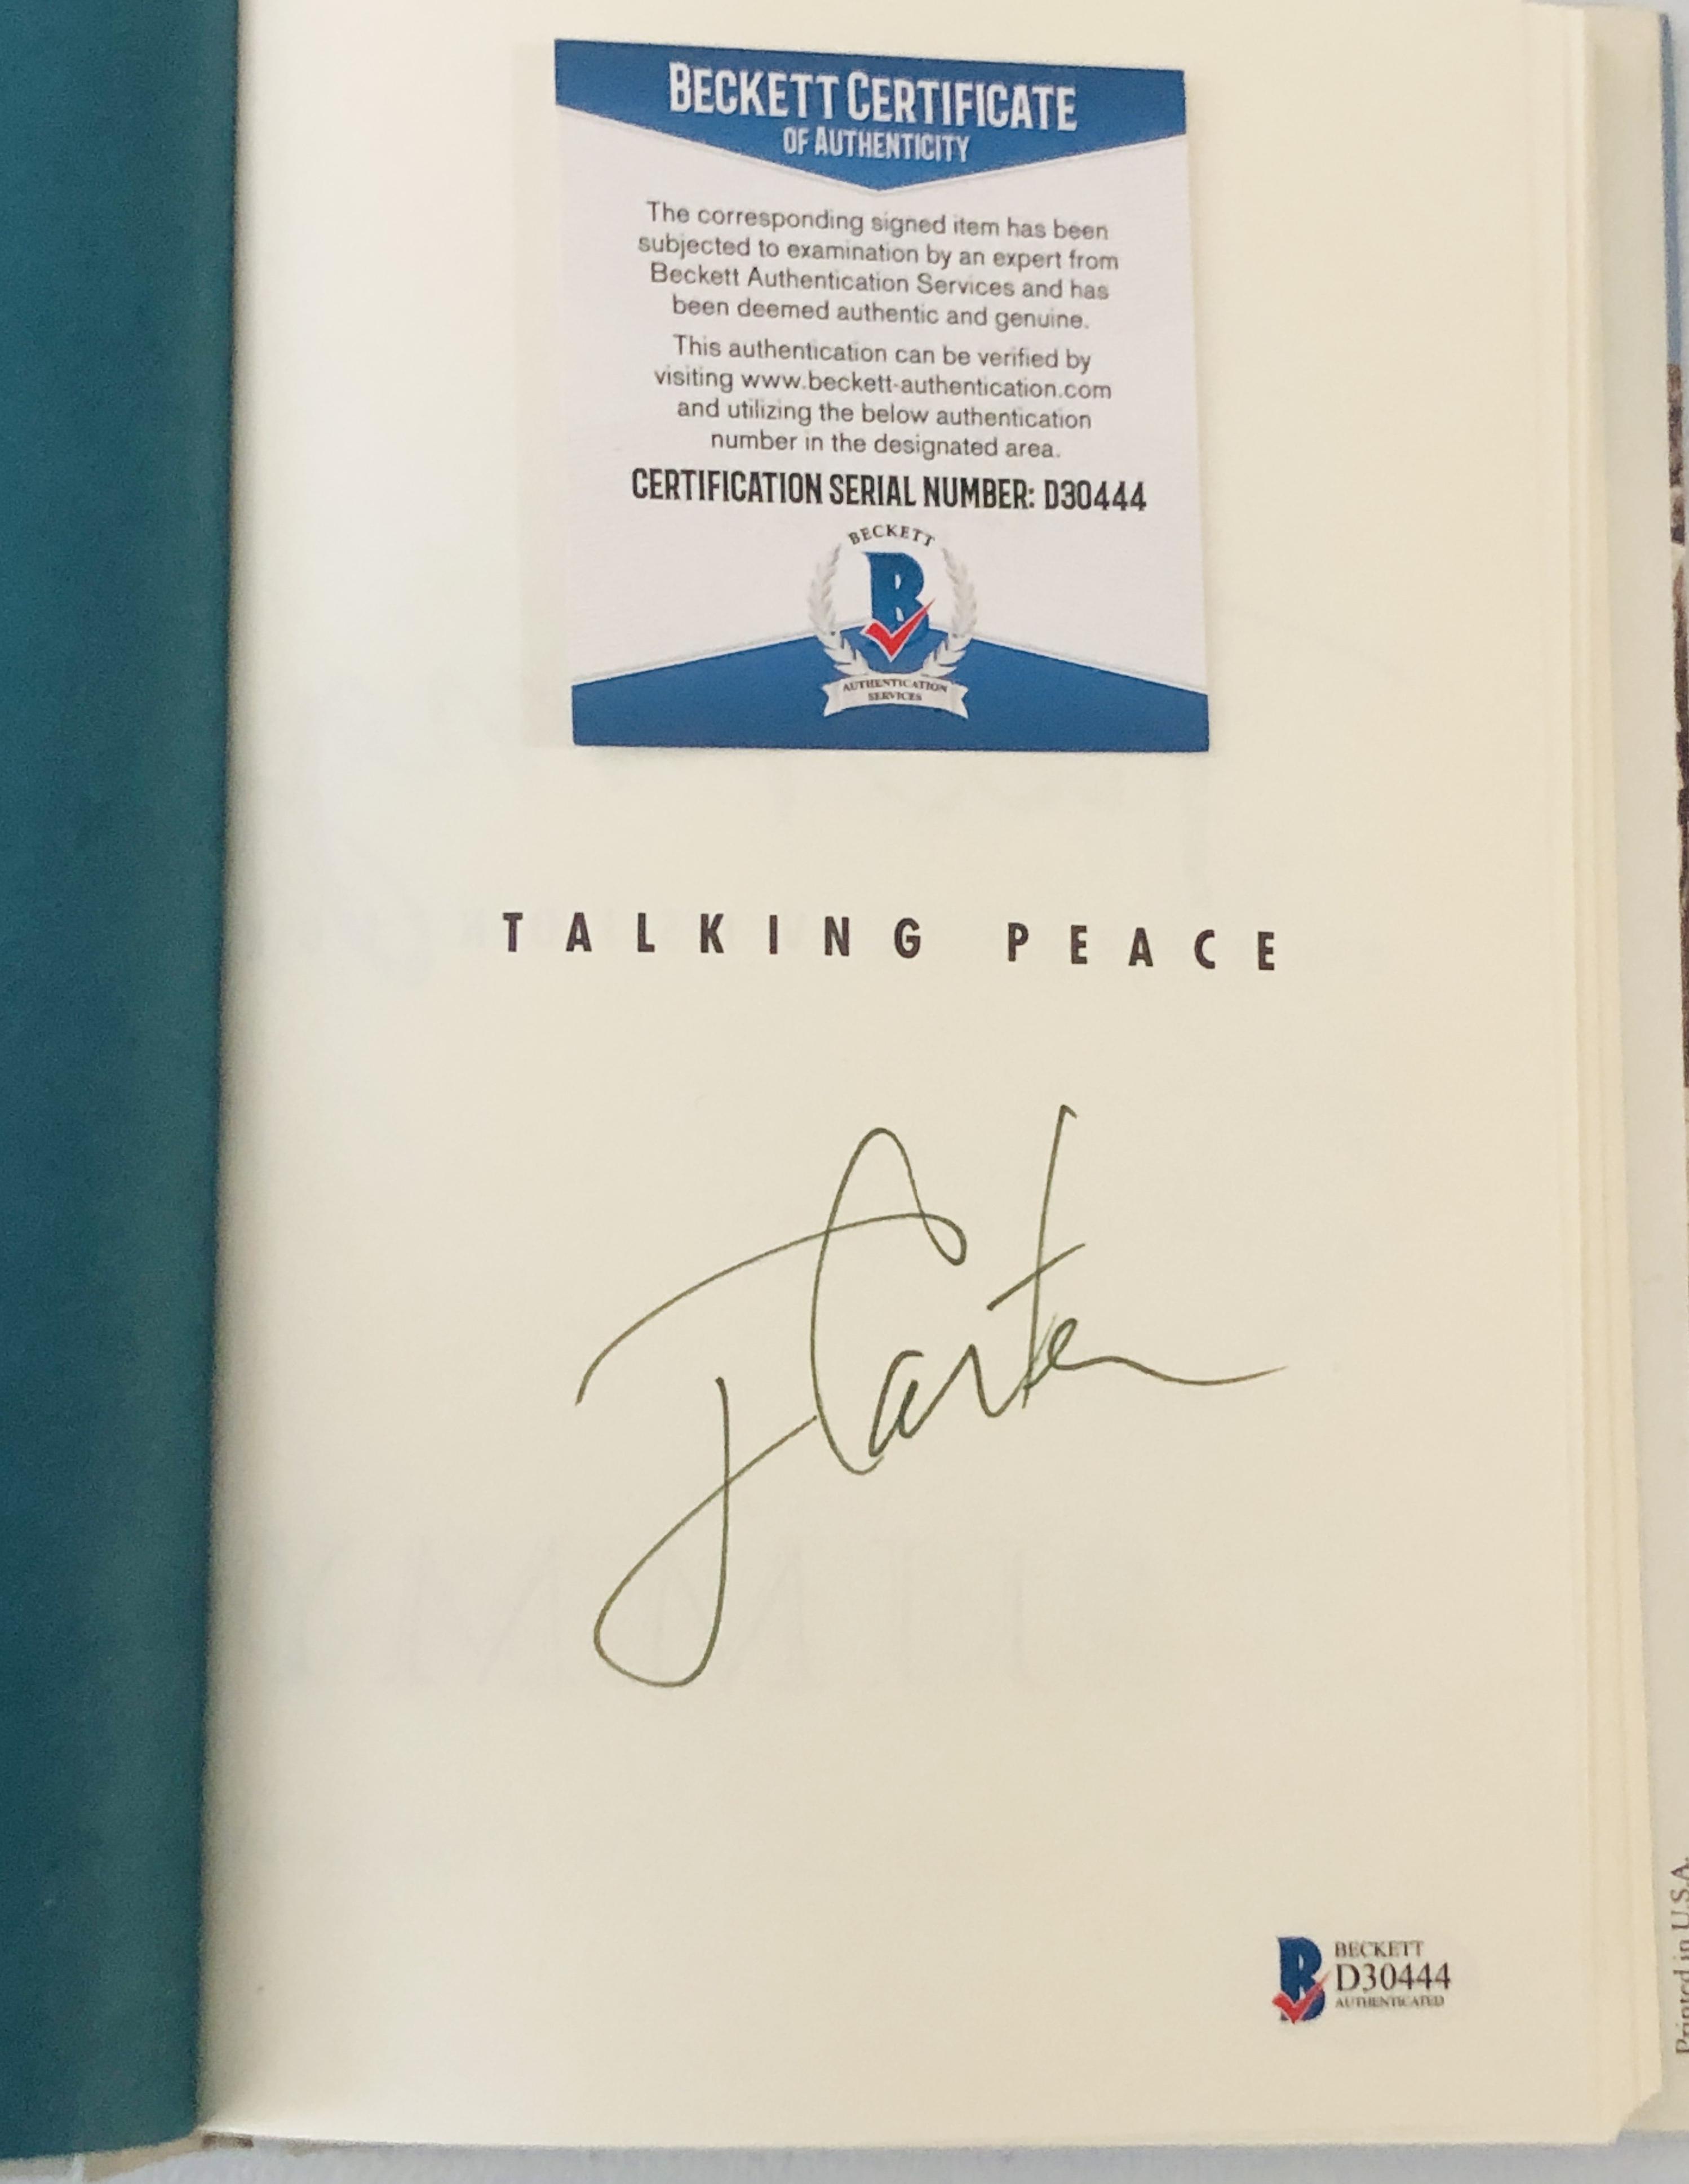 BECKETT CERTIFICATE
OF AUTHENTICITY
The corresponding signed item has been
subjected to examination by an expert from
Beckett Authentication Services and has
been deemed authentic and genuine.
This authentication can be verified by
visiting www.beckett-authentication.com
and utilizing the below authentication
number in the designated area.
CERTIFICATION SERIAL NUMBER: D30444
BECKETT
B
AUTHENTICATION
SERVICES
TALKING PEACE
J Carter
B
BECKETT
D30444
AUTHENTICATED
Printed in U.S.A.